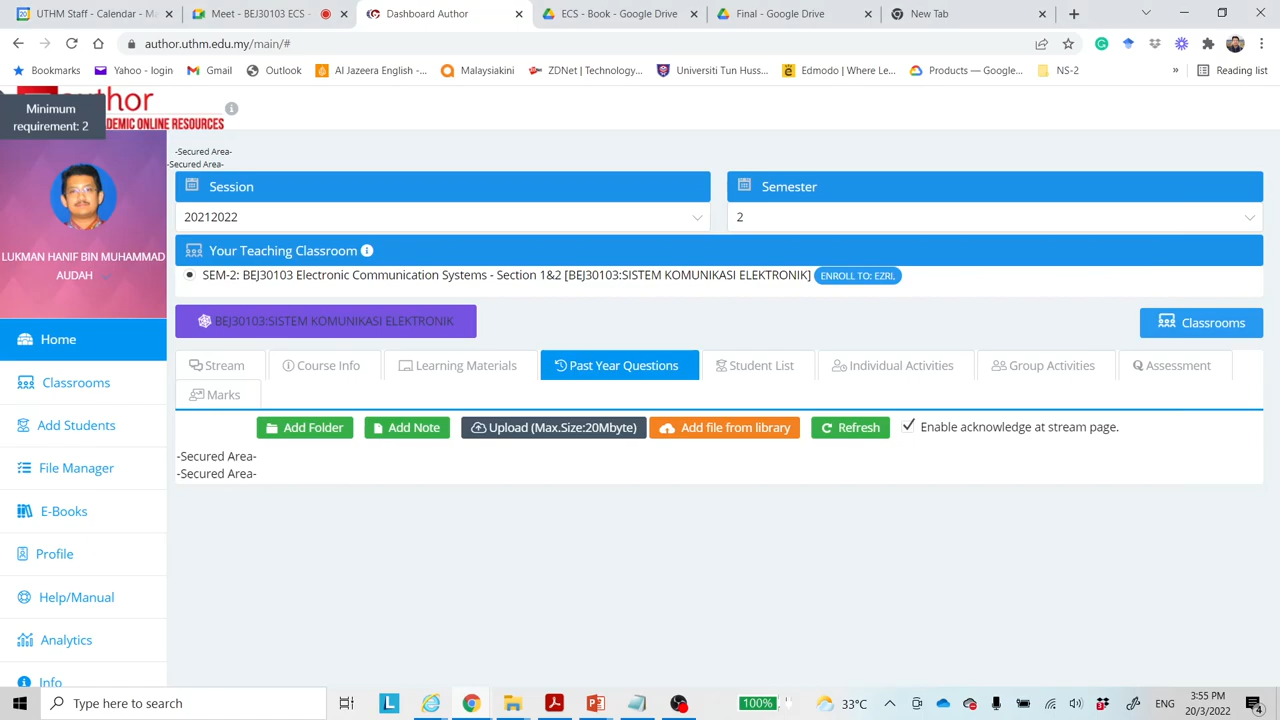 UTHM Semester - Calendar - Ma
Meet - BEJ30103 ECS -
Dashboard Author
ECS - Book - Google Drive
Final - Google Drive
New Tab
author.uthm.edu.my/main/#
Bookmarks
Yahoo - login
Gmail
Outlook
Al Jazeera English -...
Malaysiakini
ZDNet | Technology,...
Universiti Tun Huss...
Edmodo | Where Le...
Products — Google...
NS-2
»
Reading list
Minimum
requirement: 2
thor
DEMIC ONLINE RESOURCES
-Secured Area-
-Secured Area-
Session
Semester
20212022
2
LUKMAN HANIF BIN MUHAMMAD
AUDAH
Your Teaching Classroom
SEM-2: BEJ30103 Electronic Communication Systems - Section 1&2 [BEJ30103:SISTEM KOMUNIKASI ELEKTRONIK] ENROLL TO: EZRI,
BEJ30103:SISTEM KOMUNIKASI ELEKTRONIK
Classrooms
Stream
Course Info
Learning Materials
Past Year Questions
Student List
Individual Activities
Group Activities
Assessment
Marks
Add Folder
Add Note
Upload (Max.Size:20Mbyte)
Add file from library
Refresh
Enable acknowledge at stream page.
-Secured Area-
-Secured Area-
Home
Classrooms
Add Students
File Manager
E-Books
Profile
Help/Manual
Analytics
Info
Type here to search
L
100%
33°C
ENG
3:55 PM
20/3/2022
4